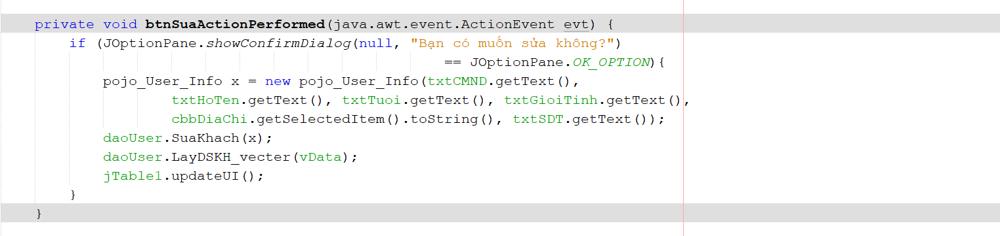 private void btnSuaActionPerformed(java.awt.event.ActionEvent evt) {
if (JOptionPane.showConfirmDialog(null, "Bạn có muốn sửa không?")
== JOptionPane.OK_OPTION){
pojo_User_Info x = new pojo_User_Info(txtCMND.getText(),
txtHoTen.getText(), txtTuoi.getText(), txtGioiTinh.getText(),
cbbDiaChi.getSelectedItem().toString(), txtSDT.getText());
daoUser.SuaKhach(x);
daoUser.LayDSKH_vecter(vData);
jTable1.updateUI();
}
}